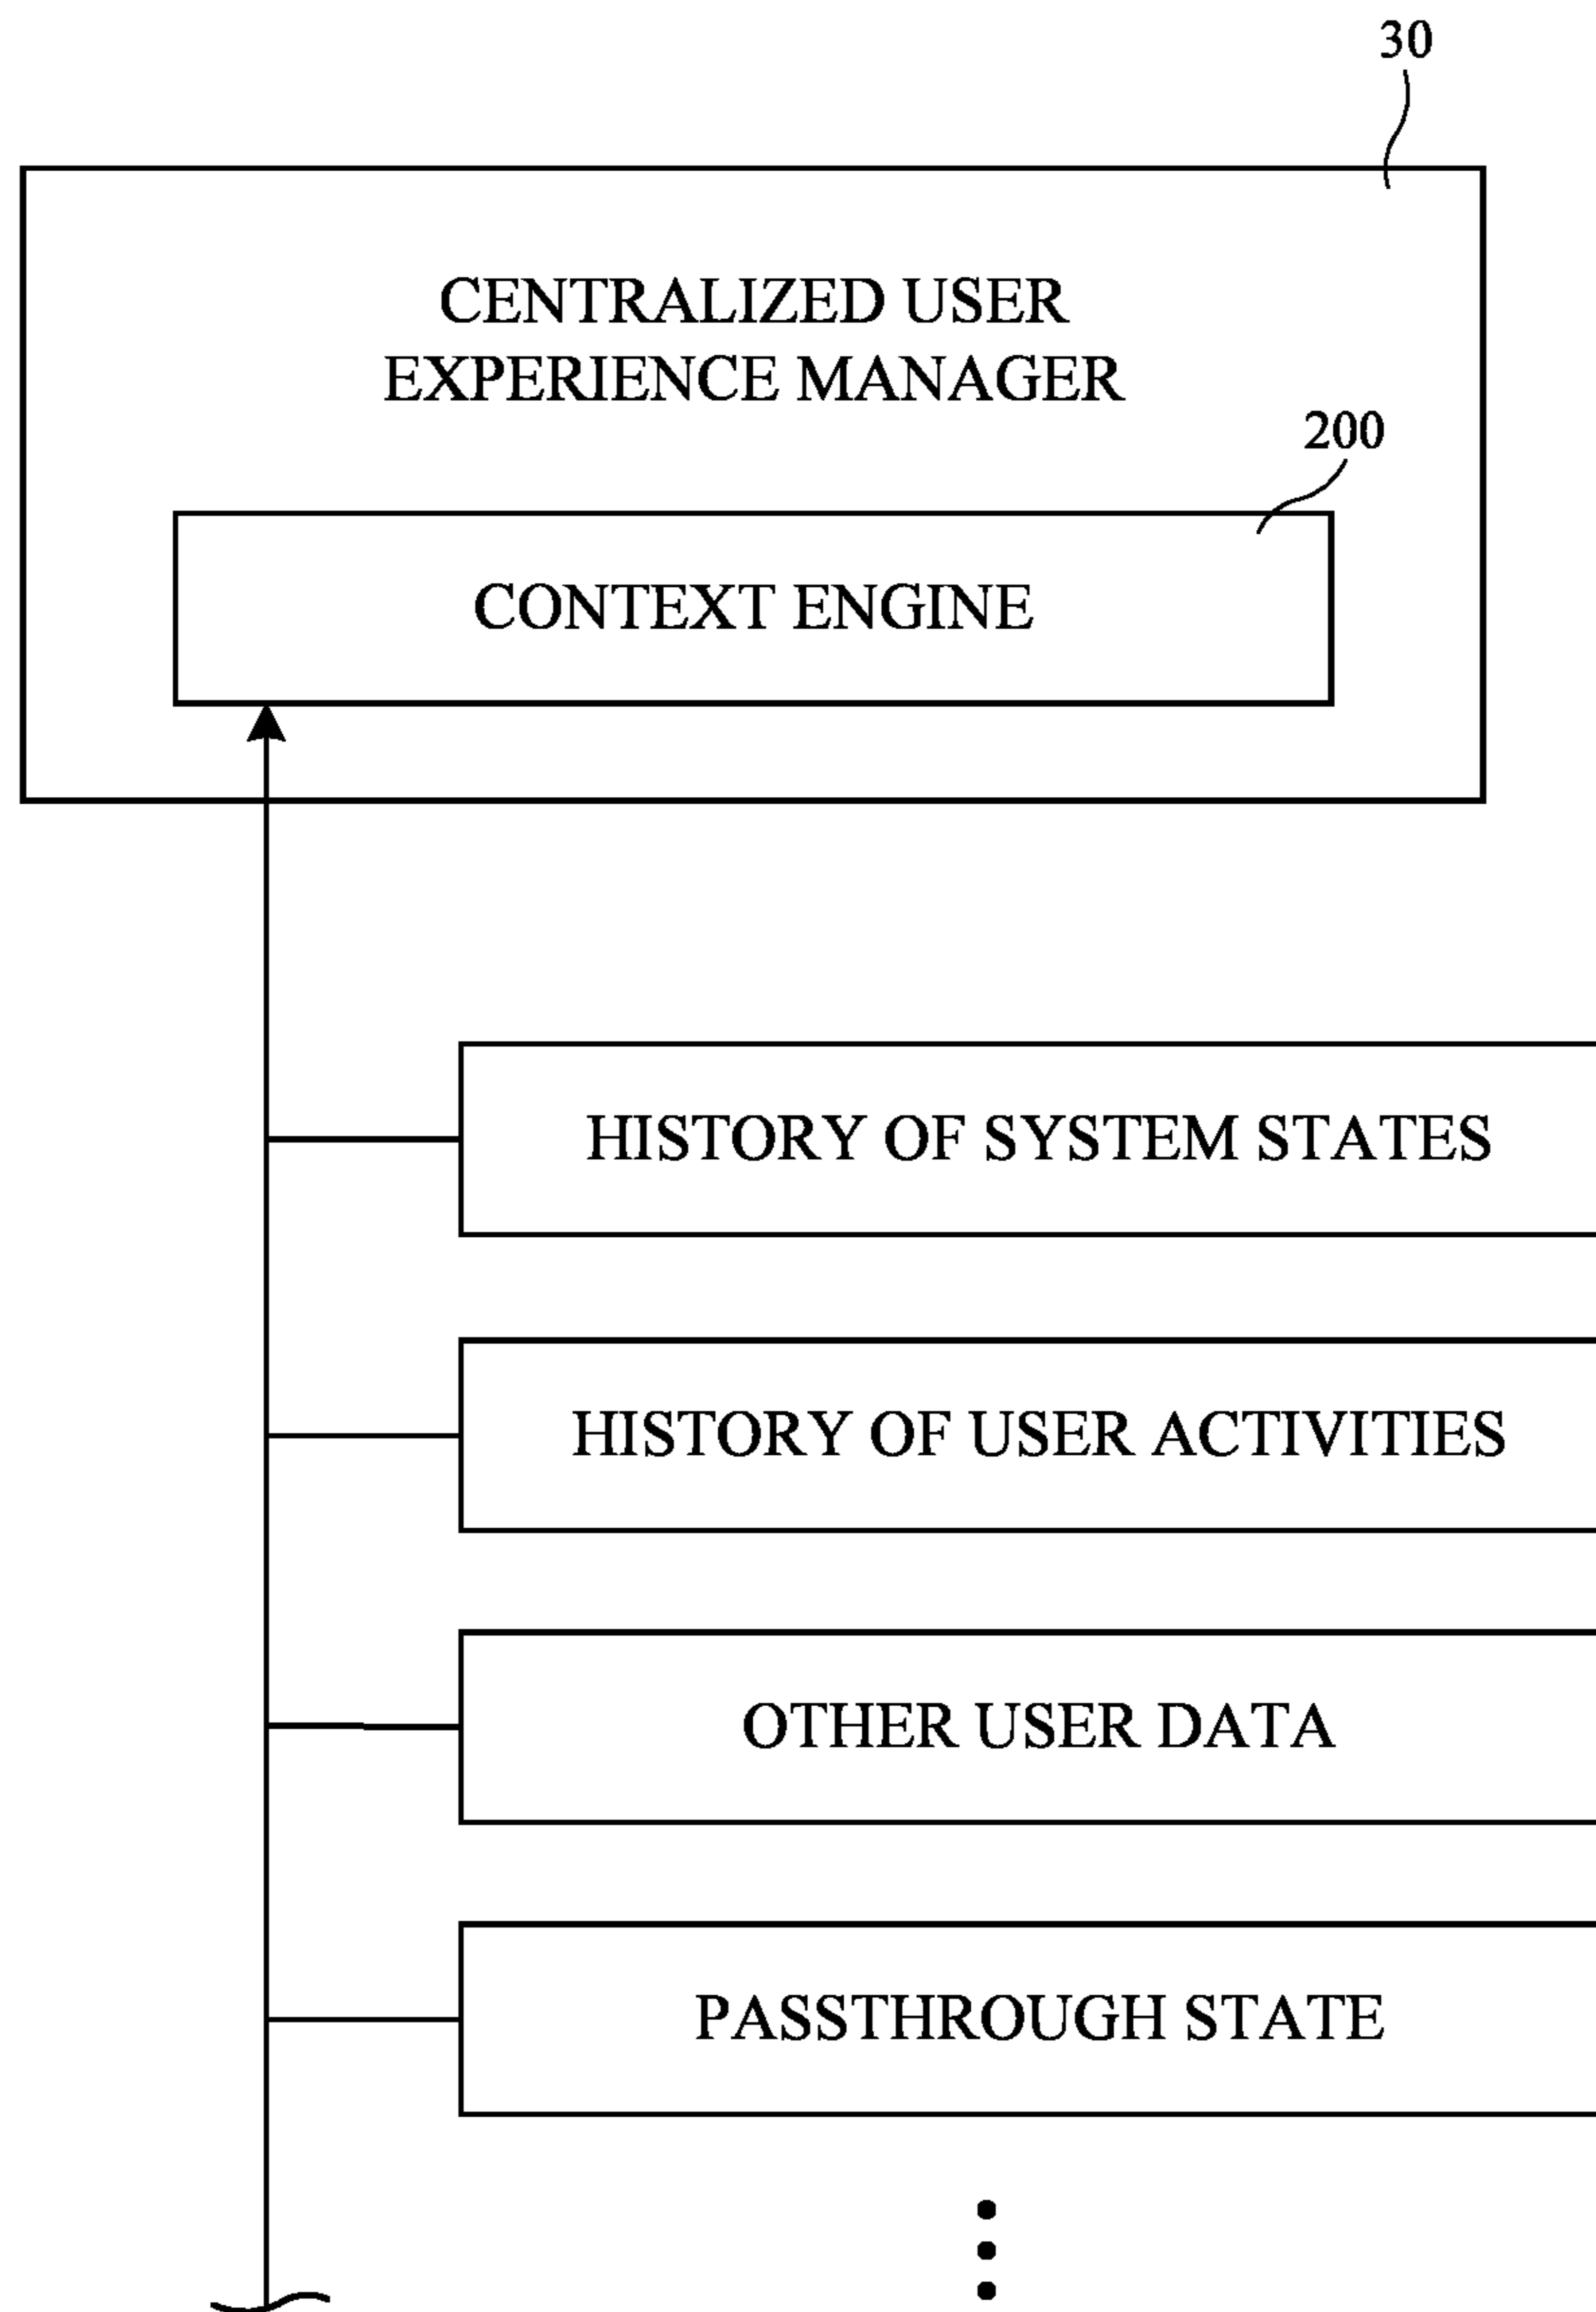 30
CENTRALIZED USER
EXPERIENCE MANAGER
200
CONTEXT ENGINE
HISTORY OF SYSTEM STATES
HISTORY OF USER ACTIVITIES
OTHER USER DATA
PASSTHROUGH STATE